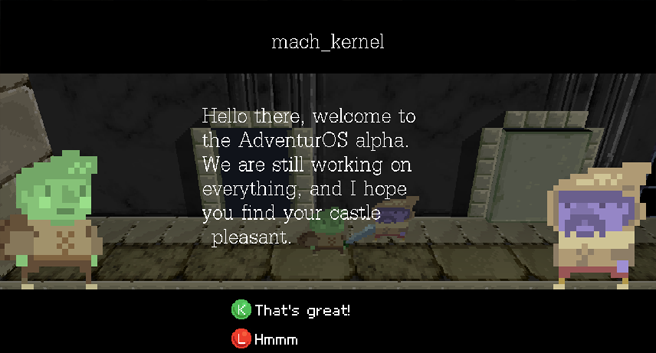 mach_kernel
Hello there, welcome to
the AdventurOS alpha.
We are still working on
everything, and I hope
you find your castle
pleasant.
K That's great!
L Hmmm